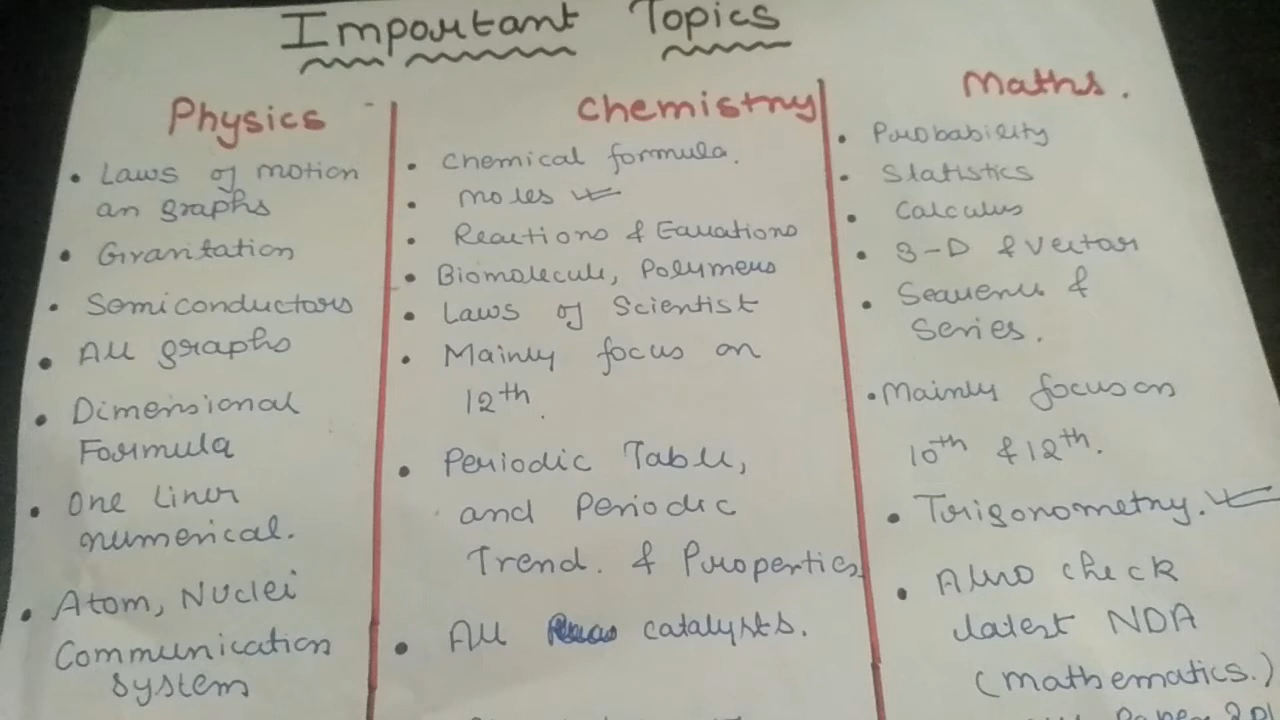 Important Topics
Physics
• Laws of motion
an graphs
• Gravitation
• Semiconductors
• All graphs
• Dimensional
Formula
• One Liner
numerical.
• Atom, Nuclei
Communication
system
Chemistry
• Chemical formula.
• moles
• Reactions & Equations
• Biomolecule, Polymers
• Laws of Scientist
• Mainly focus on
12th.
• Periodic Table,
and Periodic
Trend. & Properties
• All catalysts.
Maths.
• Probability
• Statistics
• Calculus
• 3-D & Vector
• Sequence &
Series.
• Mainly focus on
10th & 12th.
• Trigonometry.
• Also check
latest NDA
(mathematics.)